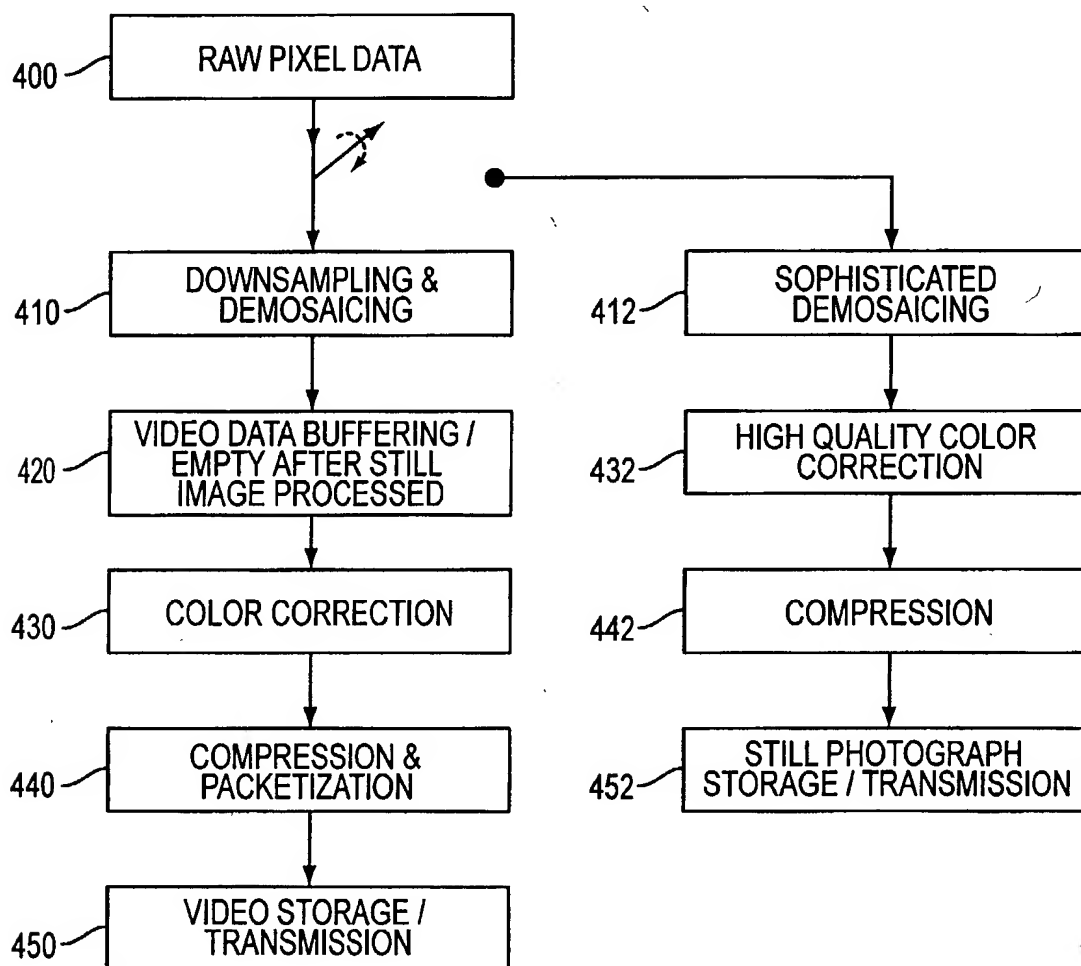 400
RAW PIXEL DATA
410
DOWNSAMPLING &
DEMOSAICING
420
VIDEO DATA BUFFERING /
EMPTY AFTER STILL
IMAGE PROCESSED
430
COLOR CORRECTION
440
COMPRESSION &
PACKETIZATION
450
VIDEO STORAGE /
TRANSMISSION
412
SOPHISTICATED
DEMOSAICING
432
HIGH QUALITY COLOR
CORRECTION
442
COMPRESSION
452
STILL PHOTOGRAPH
STORAGE / TRANSMISSION